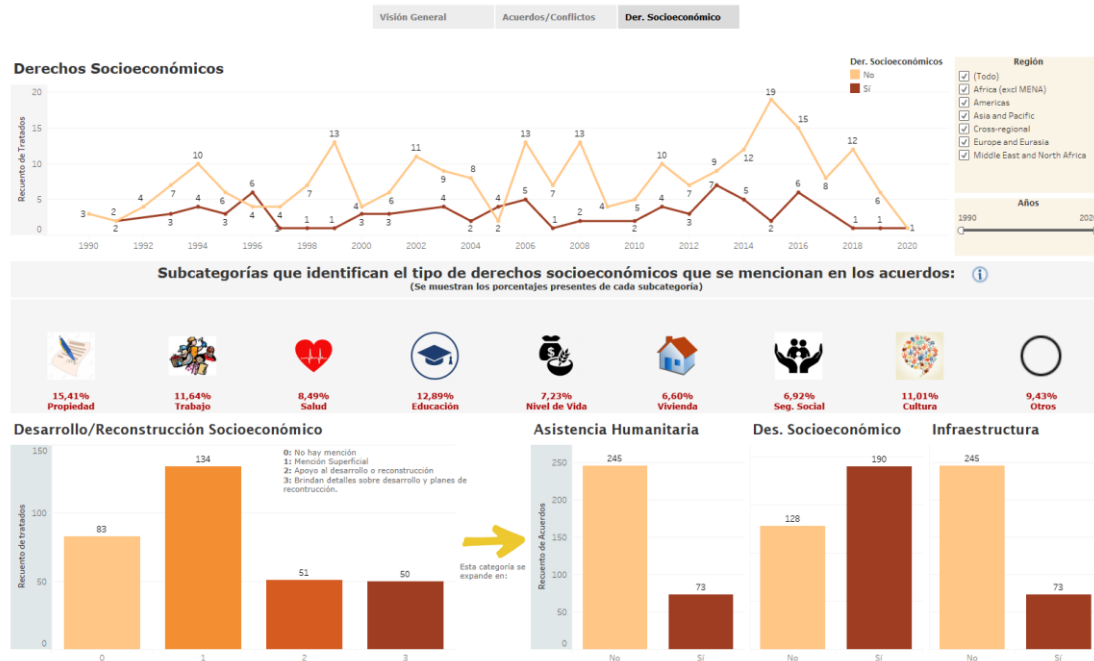 Visión General
Acuerdos/Conflictos
Der. Socioeconómico
Derechos Socioeconómicos
Der. Socioeconómicos
No
Sí
Región
(Todo)
Africa (excl MENA)
Americas
Asia and Pacific
Cross-regional
Europe and Eurasia
Middle East and North Africa
Años
1990
202
Recuento de Tratados
20
15
10
5
0
3 2 4 7 10 6 4 4 7 13 4 6 11 9 8 2 13 7 13 4 5 10 7 9 12 19 15 8 12 6 1
2 3 4 3 6 1 1 1 3 3 4 2 4 5 1 2 2 4 3 7 5 2 6 1 1
1990 1992 1994 1996 1998 2000 2002 2004 2006 2008 2010 2012 2014 2016 2018 2020
Subcategorías que identifican el tipo de derechos socioeconómicos que se mencionan en los acuerdos:
(Se muestran los porcentajes presentes de cada subcategoría)
15,41%
Propiedad
11,64%
Trabajo
8,49%
Salud
12,89%
Educación
7,23%
Nivel de Vida
6,60%
Vivienda
6,92%
Seg. Social
11,01%
Cultura
9,43%
Otros
Desarrollo/Reconstrucción Socioeconómico
0: No hay mención
1: Mención Superficial
2: Apoyo al desarrollo o reconstrucción
3: Brindan detalles sobre desarrollo y planes de
recontrucción.
Recuento de tratados
150
100
50
0
83
134
51
50
0 1 2 3
Esta categoría se
expande en:
Asistencia Humanitaria
Des. Socioeconómico
Infraestructura
Recuento de Acuerdos
250
200
150
100
50
0
245
73
128
190
245
73
No Sí No Sí No Sí